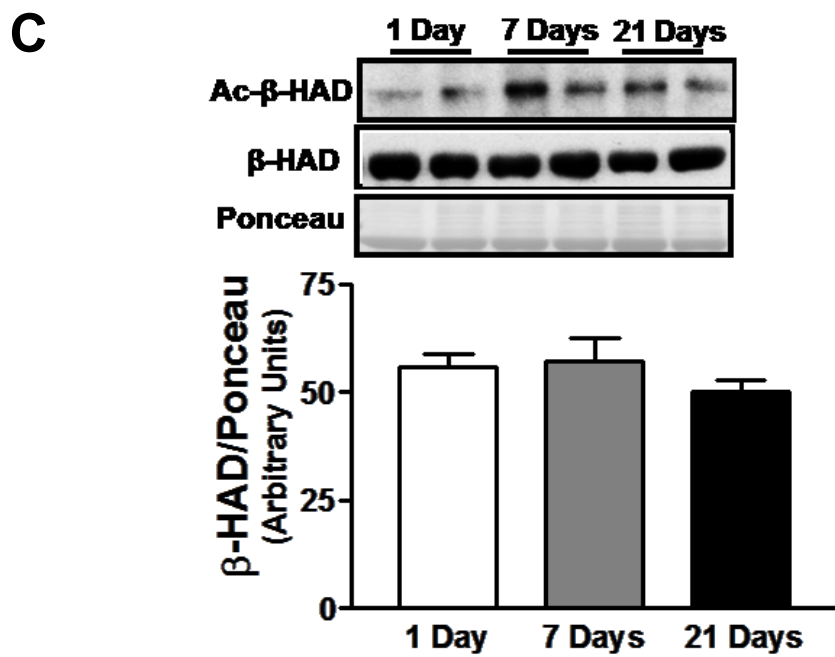 C
1 Day 7 Days 21 Days
Ac-β-HAD
β-HAD
Ponceau
β-HAD/Ponceau
(Arbitrary Units)
75
50
25
0
1 Day 7 Days 21 Days